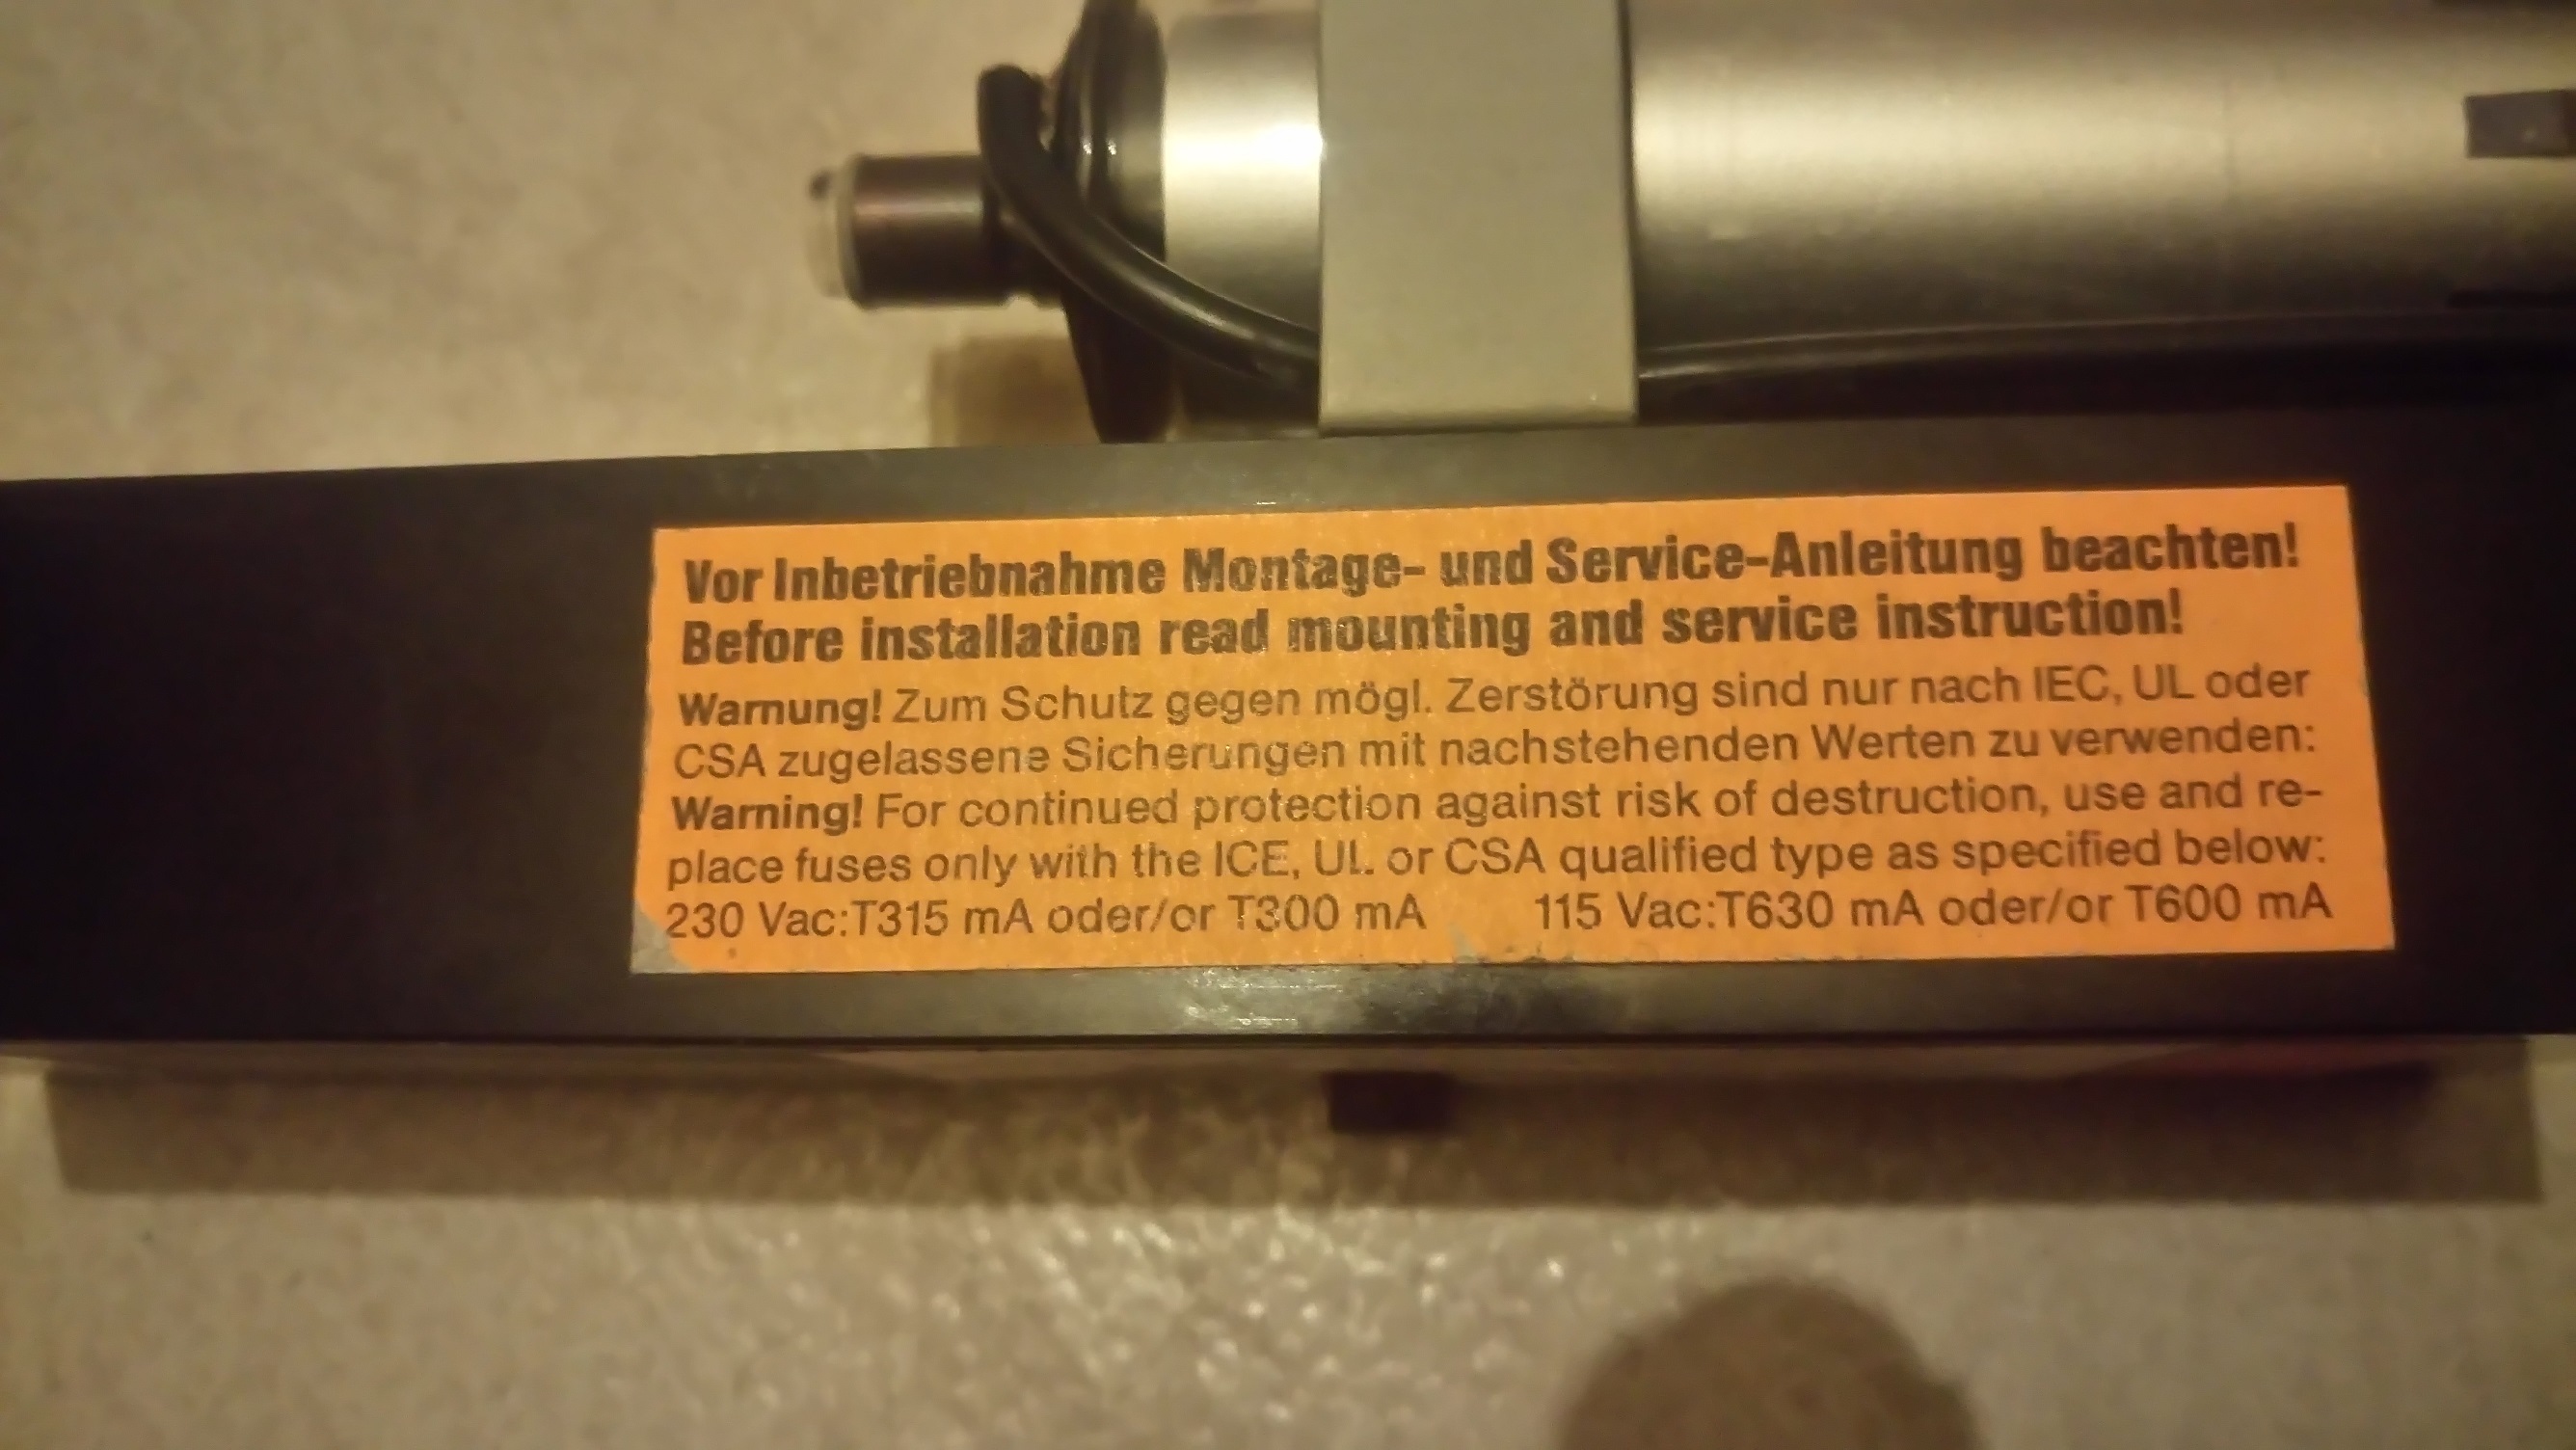 Vor Inbetriebnahme Montage- und Service-Anleitung beachten!
Before installation read mounting and service instruction!
Warnung! Zum Schutz gegen mögl. Zerstörung sind nur nach IEC, UL oder
CSA zugelassene Sicherungen mit nachstehenden Werten zu verwenden:
Warning! For continued protection against risk of destruction, use and re-
place fuses only with the ICE, UL or CSA qualified type as specified below:
230 Vac:T315 mA oder/or T300 mA 115 Vac:T630 mA oder/or T600 mA